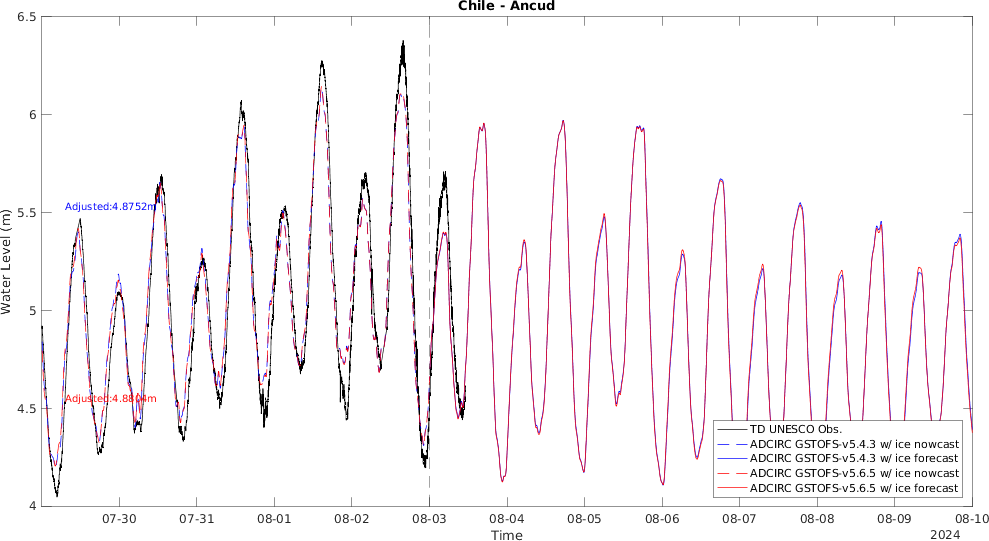 Chile - Ancud
Water Level (m)
6.5
6
5.5
5
4.5
4
Adjusted:4.8752m
Adjusted:4.8804m
TD UNESCO Obs.
ADCIRC GSTOFS-v5.4.3 w/ ice nowcast
ADCIRC GSTOFS-v5.4.3 w/ ice forecast
ADCIRC GSTOFS-v5.6.5 w/ ice nowcast
ADCIRC GSTOFS-v5.6.5 w/ ice forecast
07-30 07-31 08-01 08-02 08-03 08-04 08-05 08-06 08-07 08-08 08-09 08-10
Time
2024